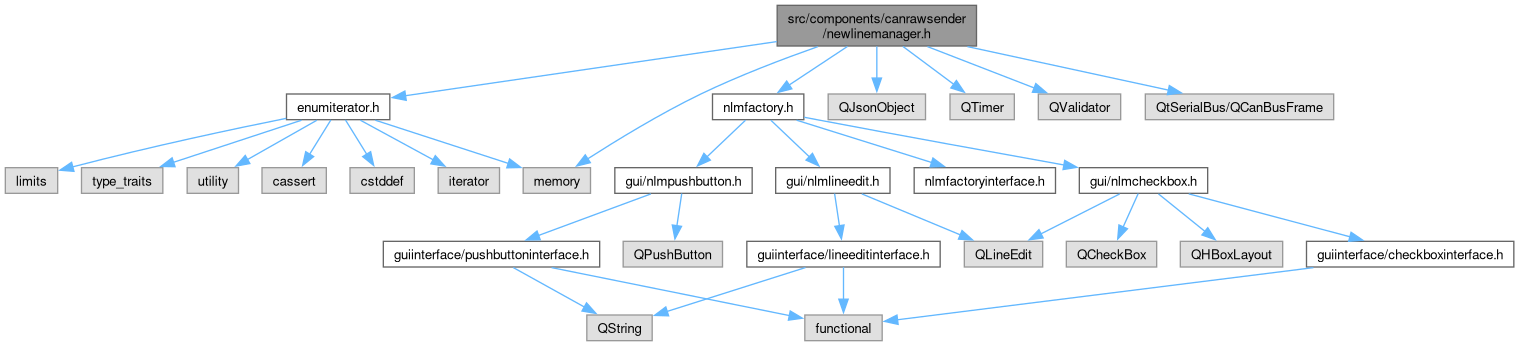 src/components/canrawsender
/newlinemanager.h
enumiterator.h
nlmfactory.h
QJsonObject
QTimer
QValidator
QtSerialBus/QCanBusFrame
limits
type_traits
utility
cassert
cstddef
iterator
memory
gui/nlmpushbutton.h
gui/nlmlineedit.h
nlmfactoryinterface.h
gui/nlmcheckbox.h
guiinterface/pushbuttoninterface.h
QPushButton
guiinterface/lineeditinterface.h
QLineEdit
QCheckBox
QHBoxLayout
guiinterface/checkboxinterface.h
QString
functional